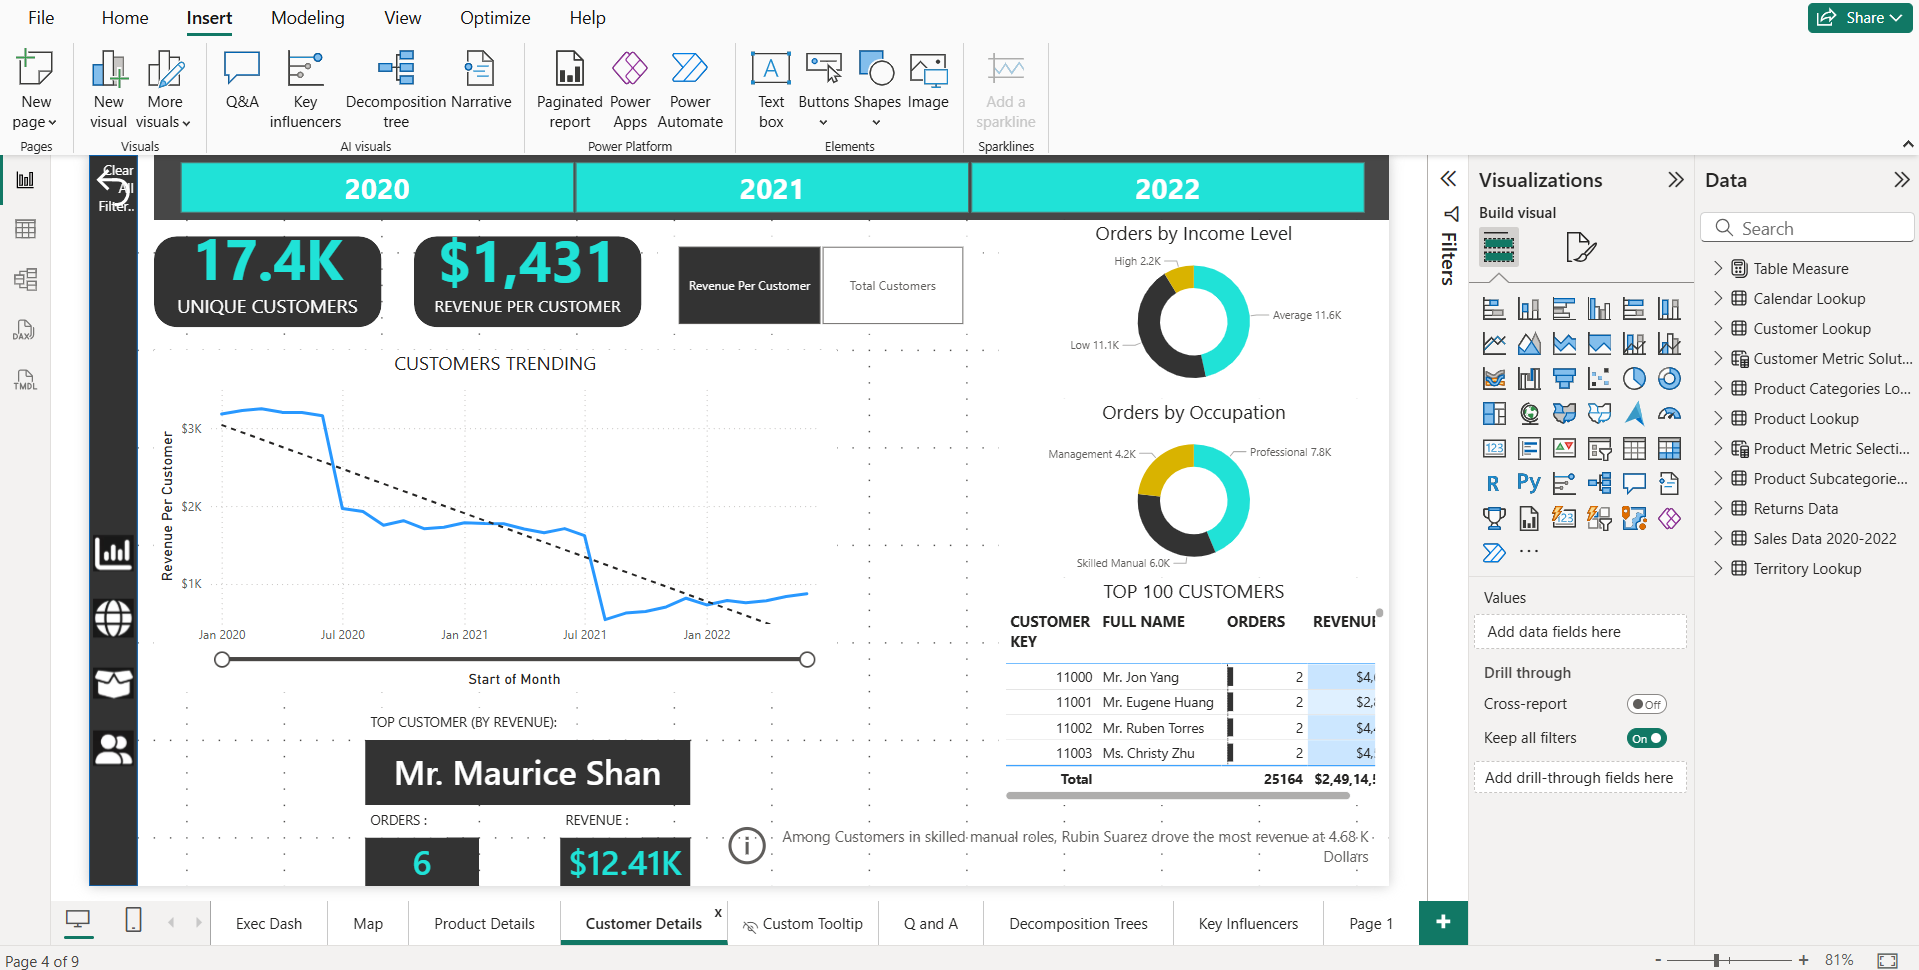 File Home Insert Modeling View Optimize Help Share
New page
New visual
More visuals
Q&A
Key influencers
Decomposition tree
Narrative
Paginated report
Power Apps
Power Automate
Text box
Buttons
Shapes
Image
Add a sparkline
Pages Visuals AI visuals Power Platform Elements Sparklines
DAX
TMDL
Clear
All
Filter..
2020 2021 2022
17.4K
UNIQUE CUSTOMERS
$1,431
REVENUE PER CUSTOMER
Revenue Per Customer
Total Customers
CUSTOMERS TRENDING
Revenue Per Customer
$3K
$2K
$1K
Jan 2020 Jul 2020 Jan 2021 Jul 2021 Jan 2022
Start of Month
TOP CUSTOMER (BY REVENUE):
Mr. Maurice Shan
ORDERS : REVENUE :
6 $12.41K
Orders by Income Level
High 2.2K
Average 11.6K
Low 11.1K
Orders by Occupation
Management 4.2K
Professional 7.8K
Skilled Manual 6.0K
TOP 100 CUSTOMERS
CUSTOMER KEY FULL NAME ORDERS REVENUE
11000 Mr. Jon Yang 2 $4,
11001 Mr. Eugene Huang 2 $2,
11002 Mr. Ruben Torres 2 $4,
11003 Ms. Christy Zhu 2 $4,
Total 25164 $2,49,14,5
Among Customers in skilled manual roles, Rubin Suarez drove the most revenue at 4.68 K
Dollars
Filters
Visualizations
Build visual
123
R Py
123
Values
Add data fields here
Drill through
Cross-report Off
Keep all filters On
Add drill-through fields here
Data
Search
Table Measure
Calendar Lookup
Customer Lookup
Customer Metric Solut...
Product Categories Lo...
Product Lookup
Product Metric Selecti...
Product Subcategorie...
Returns Data
Sales Data 2020-2022
Territory Lookup
Exec Dash Map Product Details Customer Details x Custom Tooltip Q and A Decomposition Trees Key Influencers Page 1 +
Page 4 of 9
- + 81%